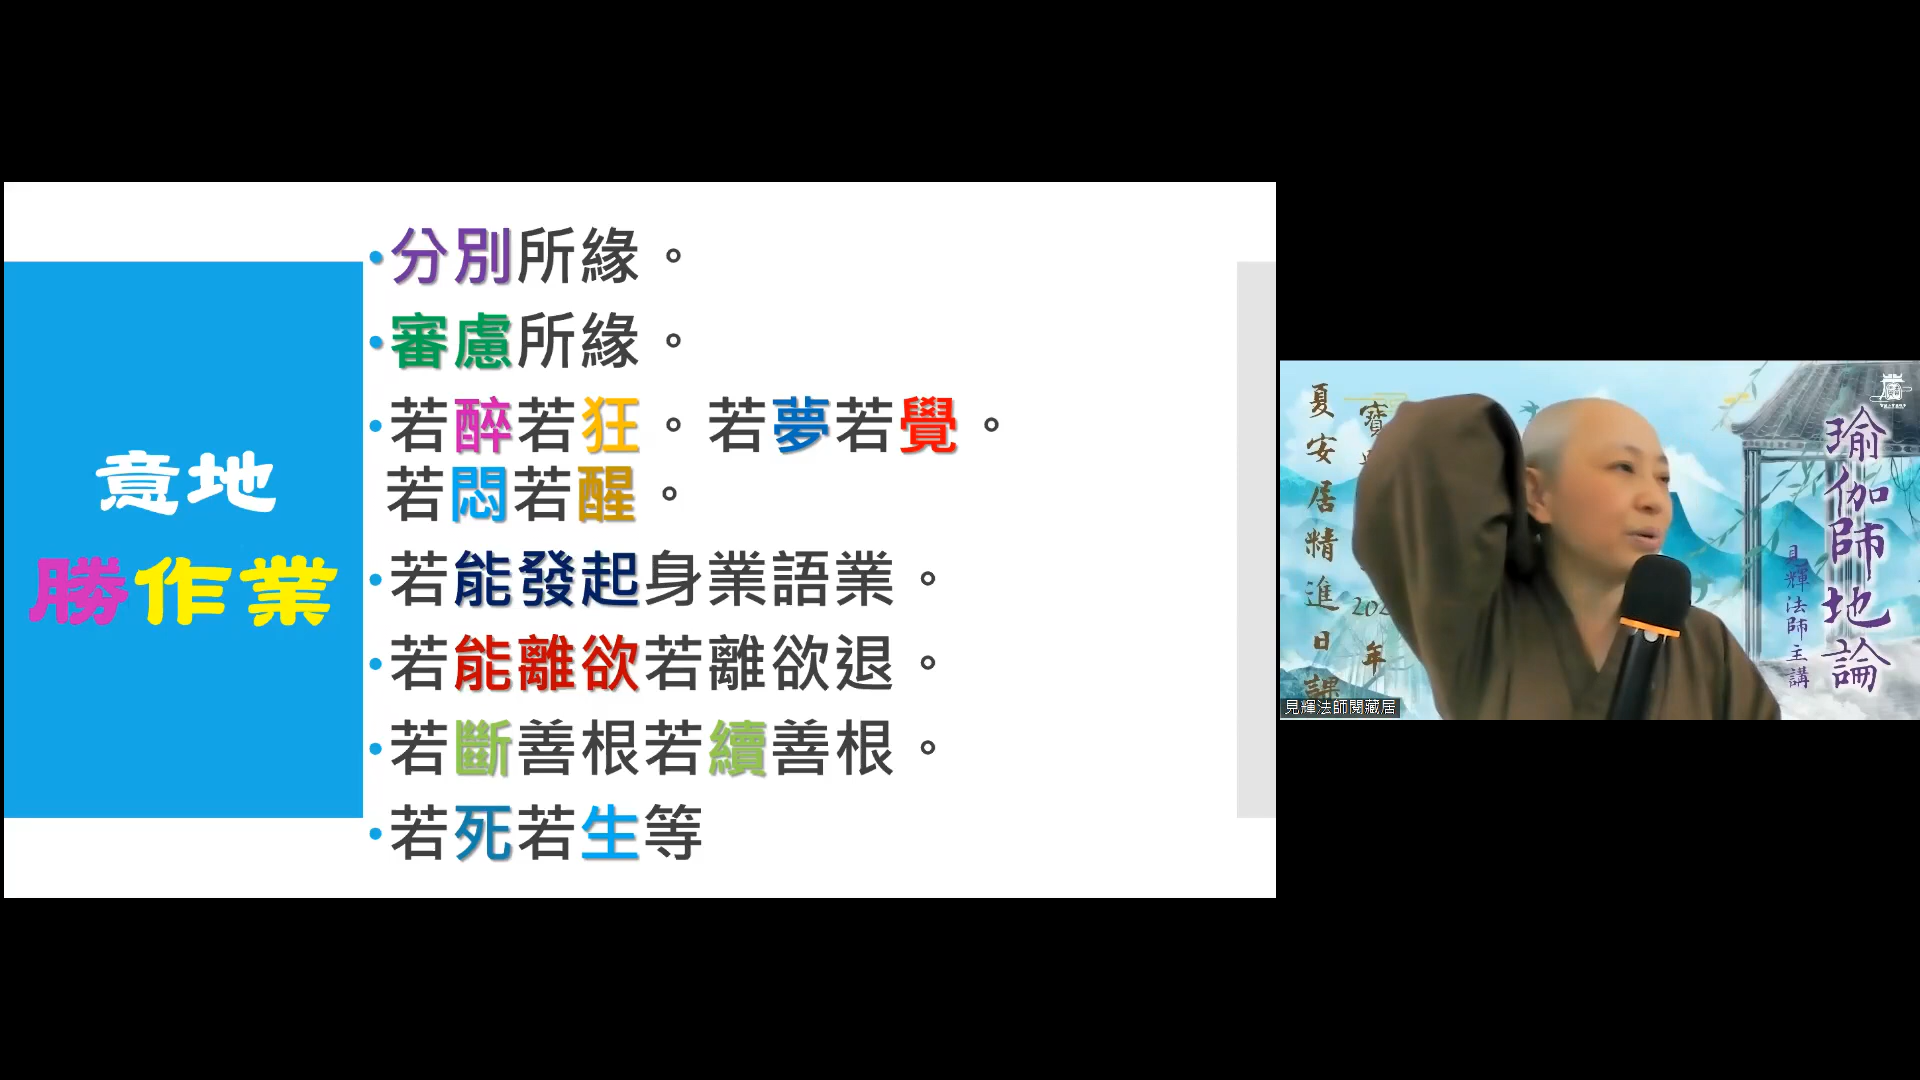 意地
勝作業
•分別所緣。
•審慮所緣。
•若醉若狂。若夢若覺。
若悶若醒。
•若能發起身業語業。
•若能離欲若離欲退。
•若斷善根若續善根。
•若死若生等
夏安居精進日課
寶
202
年
瑜伽師地論
見輝法師主講
見輝法師閱藏居